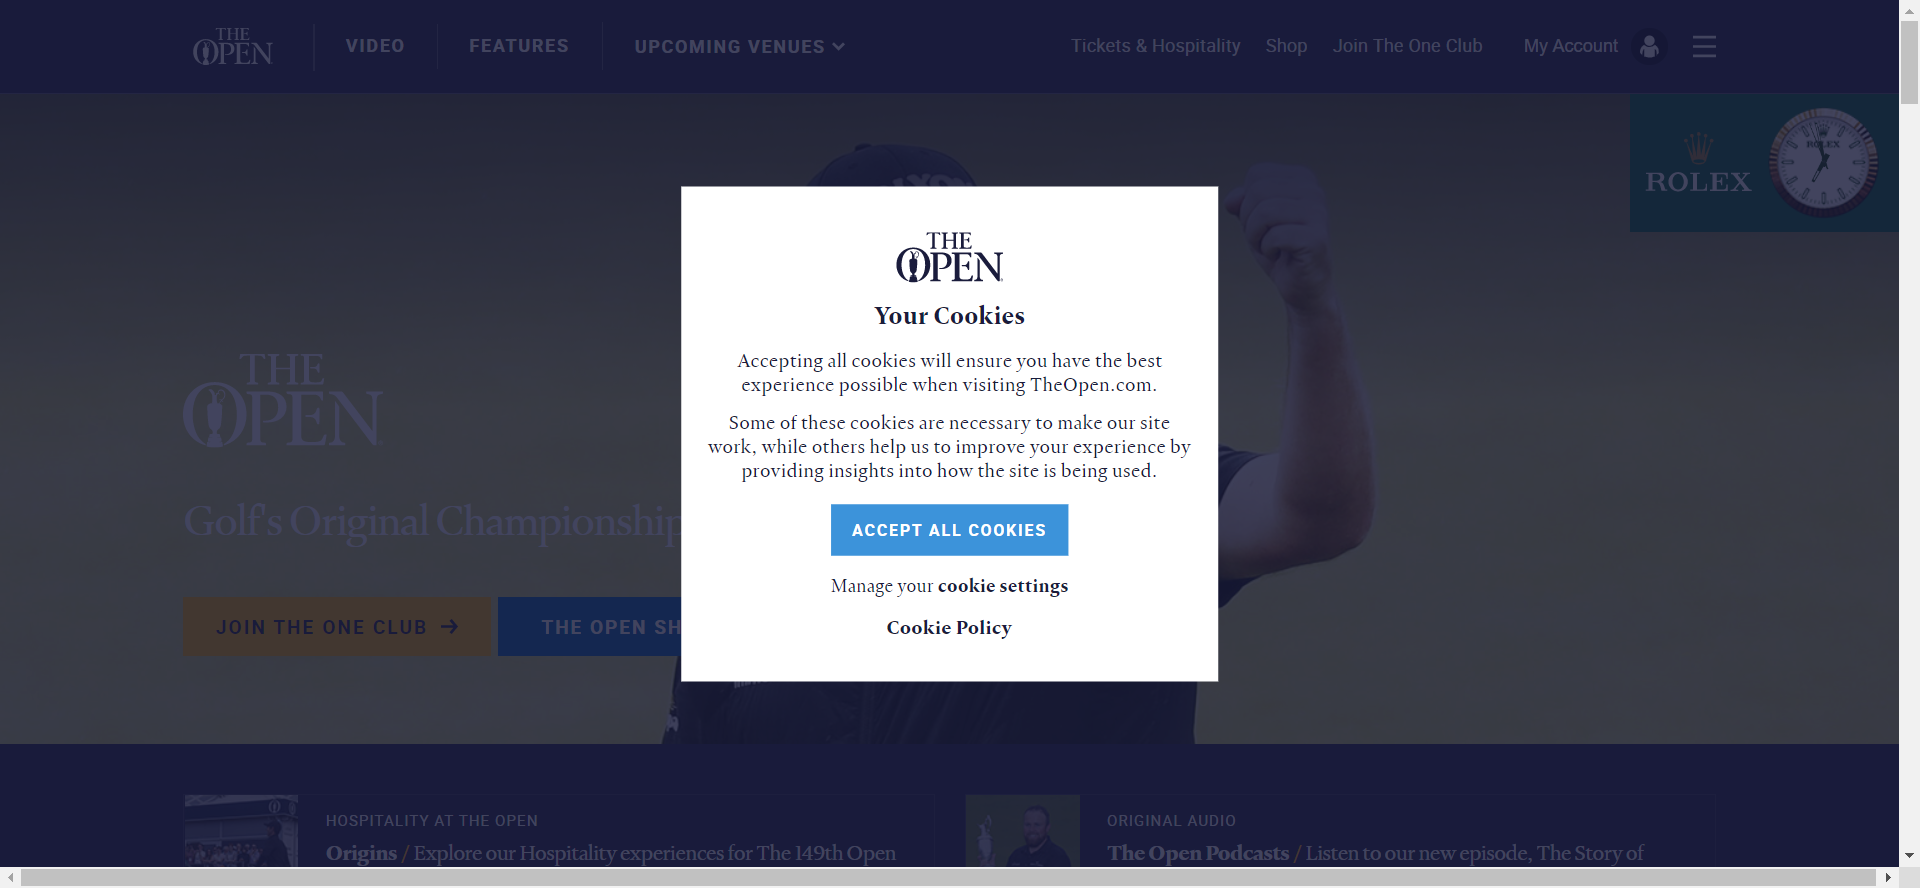 THE
OPEN
VIDEO
FEATURES
UPCOMING VENUES
Tickets & Hospitality
Shop
Join The One Club
My Account
ROLEX
ROLEX
THE
OPEN
Your Cookies
Accepting all cookies will ensure you have the best
experience possible when visiting TheOpen.com.
Some of these cookies are necessary to make our site
work, while others help us to improve your experience by
providing insights into how the site is being used.
ACCEPT ALL COOKIES
Manage your cookie settings
Cookie Policy
THE
OPEN
Golf's Original Championship
JOIN THE ONE CLUB
THE OPEN SH
HOSPITALITY AT THE OPEN
Origins / Explore our Hospitality experiences for The 149th Open
ORIGINAL AUDIO
The Open Podcasts / Listen to our new episode, The Story of